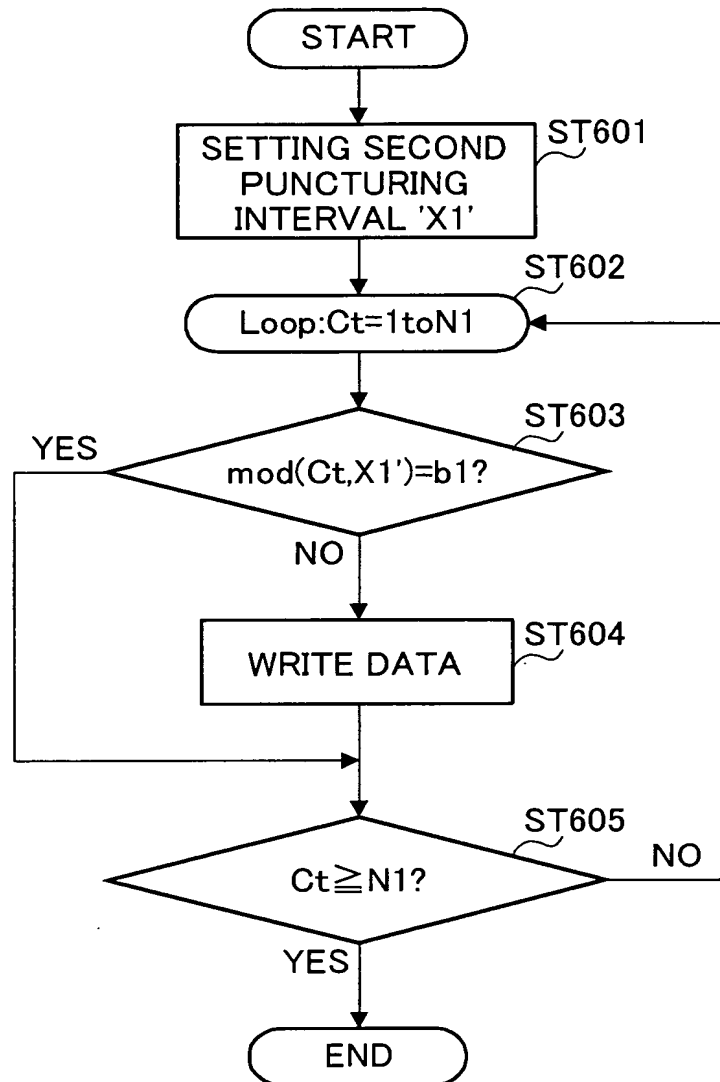 START
ST601
SETTING SECOND
PUNCTURING
INTERVAL 'X1'
ST602
Loop:Ct=1toN1
ST603
YES
mod(Ct,X1')=b1?
NO
ST604
WRITE DATA
ST605
Ct≧N1?
NO
YES
END